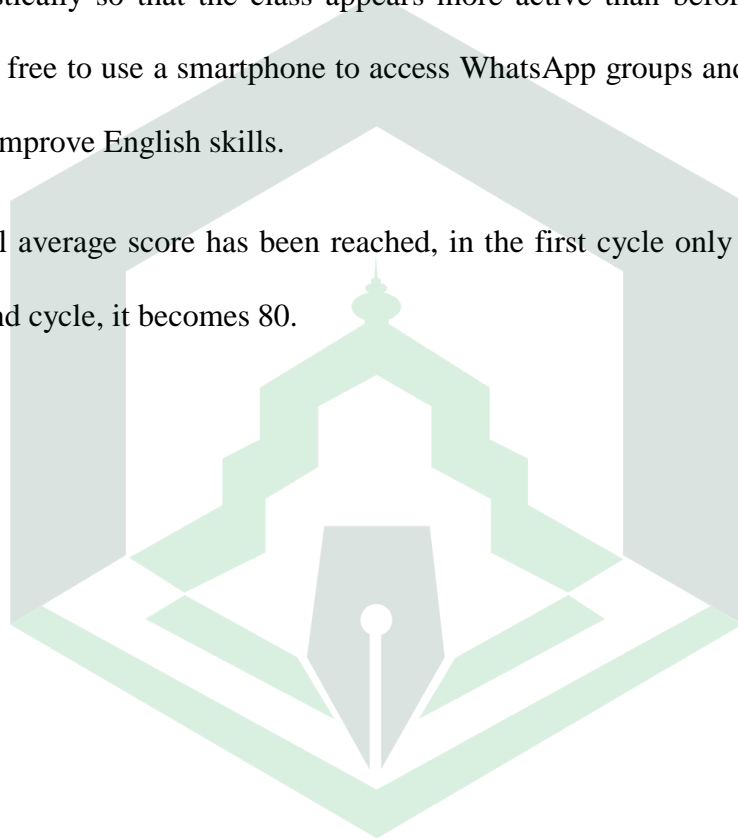 stically so that the class appears more active than befor
free to use a smartphone to access WhatsApp groups and
mprove English skills.
l average score has been reached, in the first cycle only
nd cycle, it becomes 80.